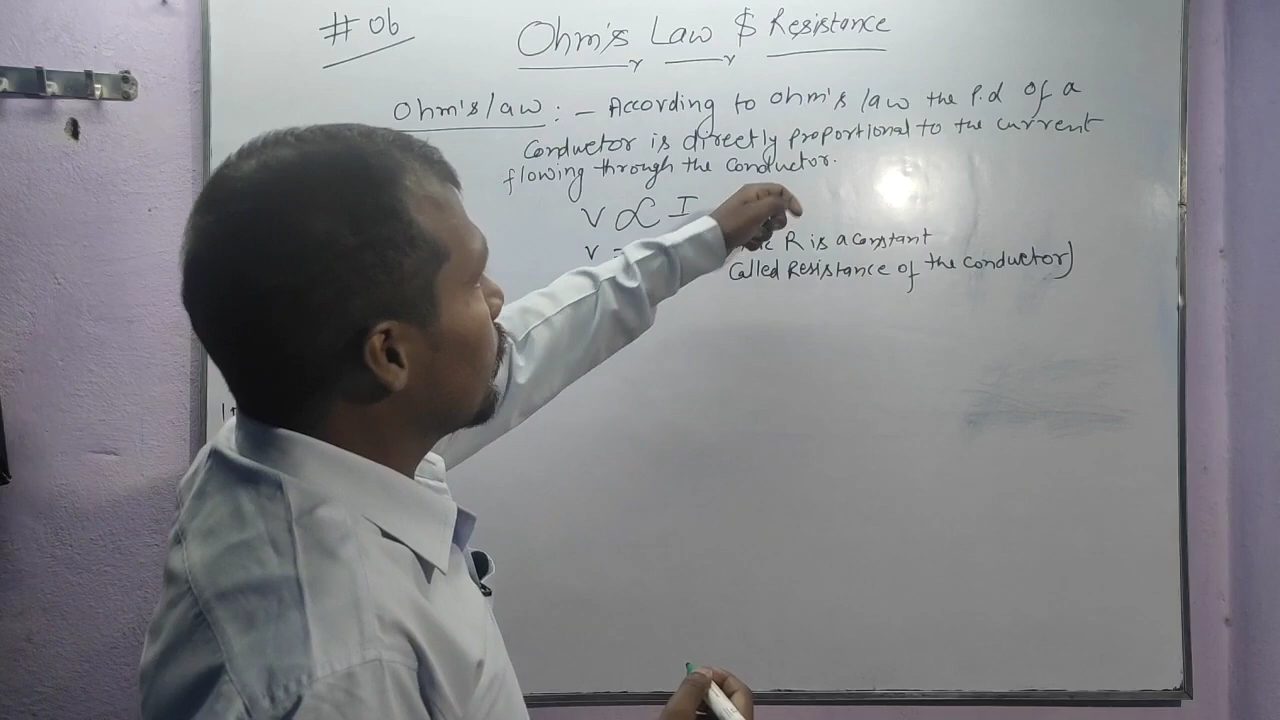 # 06
Ohm's Law $ Resistance
Ohm's law : - According to ohm's law the P.d of a
conductor is directly proportional to the current
flowing through the conductor.
V ∝ I
V =
R is a constant
called Resistance of the conductor)